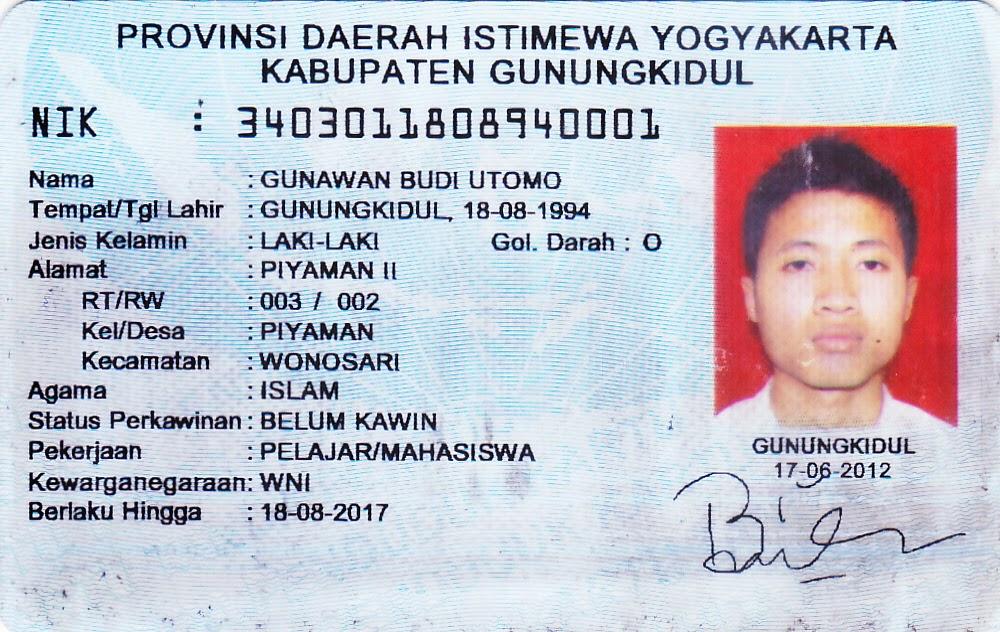 PROVINSI DAERAH ISTIMEWA YOGYAKARTA
KABUPATEN GUNUNGKIDUL
NIK : 3403011808940001
Nama : GUNAWAN BUDI UTOMO
Tempat/Tgl Lahir : GUNUNGKIDUL, 18-08-1994
Jenis Kelamin : LAKI-LAKI Gol. Darah : O
Alamat : PIYAMAN II
RT/RW : 003 / 002
Kel/Desa : PIYAMAN
Kecamatan : WONOSARI
Agama : ISLAM
Status Perkawinan : BELUM KAWIN
Pekerjaan : PELAJAR/MAHASISWA
Kewarganegaraan : WNI
Berlaku Hingga : 18-08-2017
GUNUNGKIDUL
17-06-2012